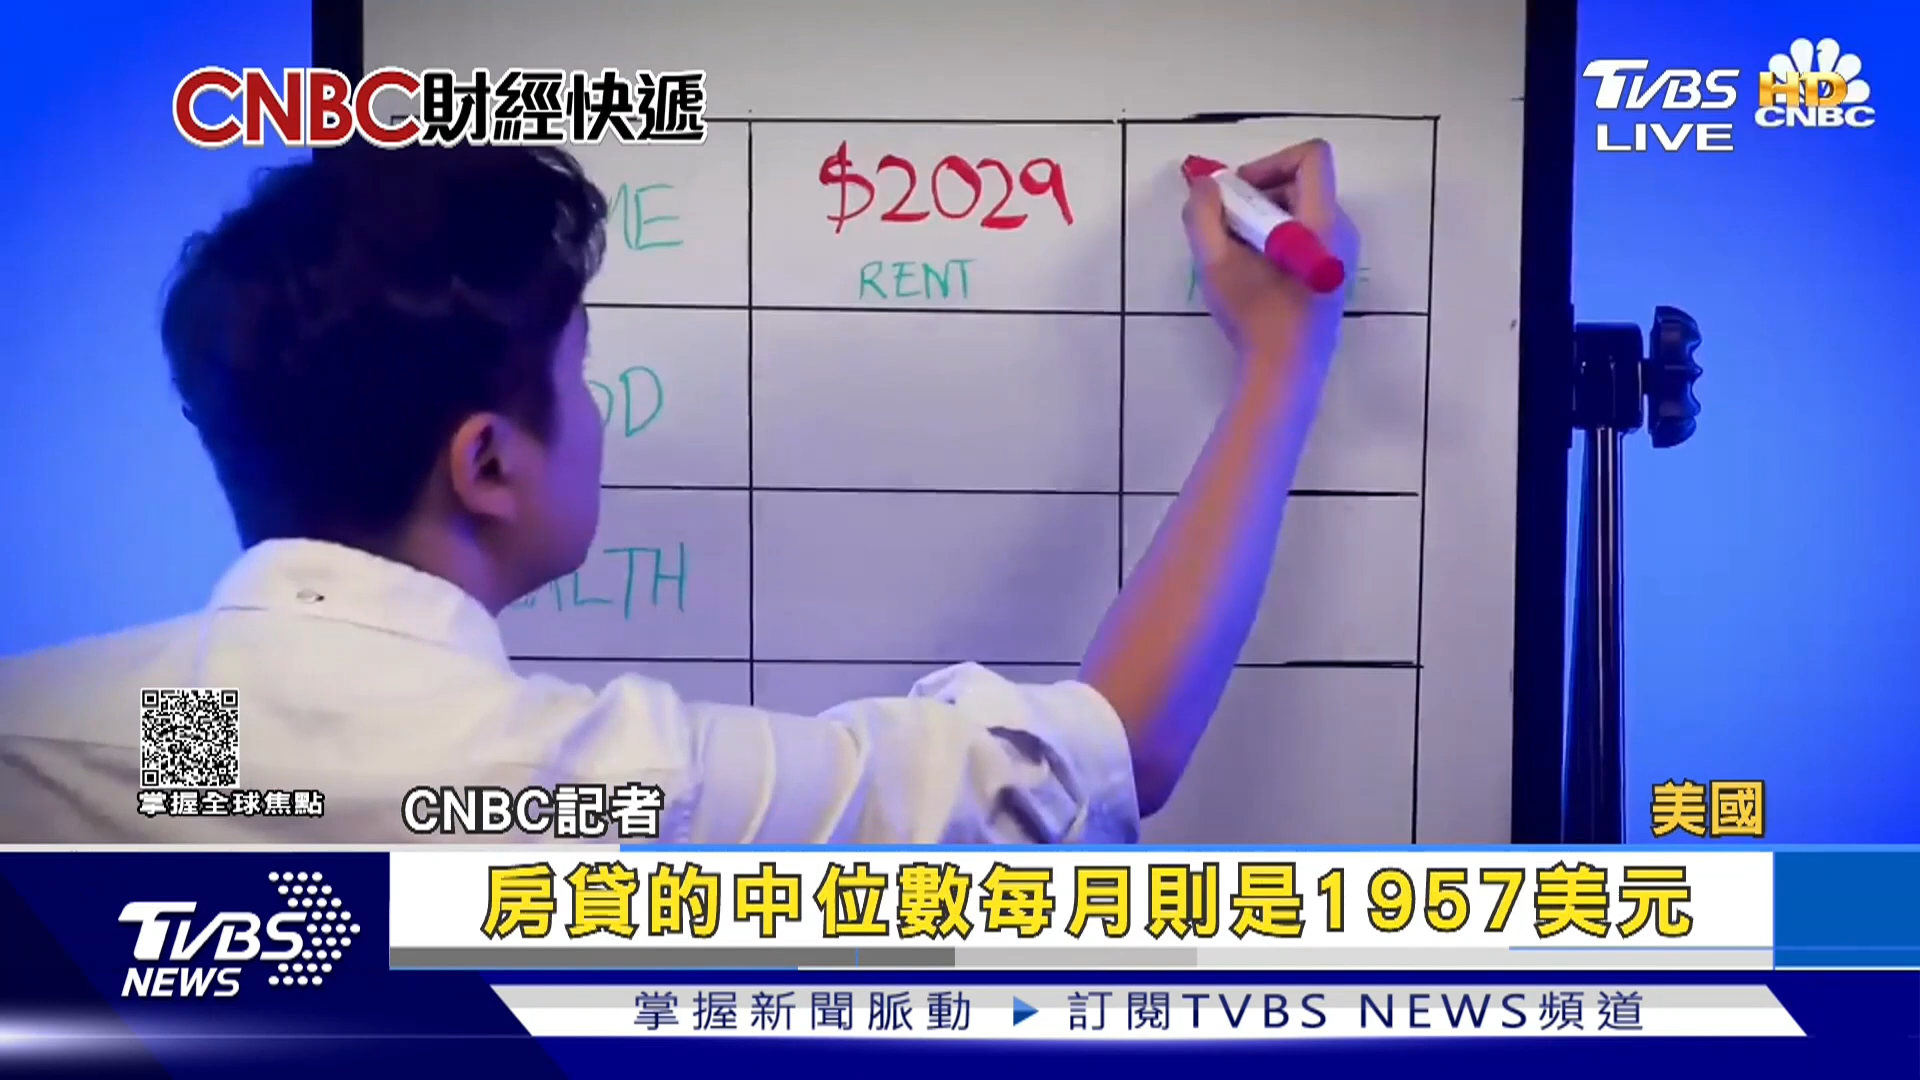 CNBC財經快遞
TVBS
LIVE
HD
CNBC
$2029
RENT
掌握全球焦點
CNBC記者
美國
房貸的中位數每月則是1957美元
TVBS
NEWS
掌握新聞脈動 訂閱TVBS NEWS頻道